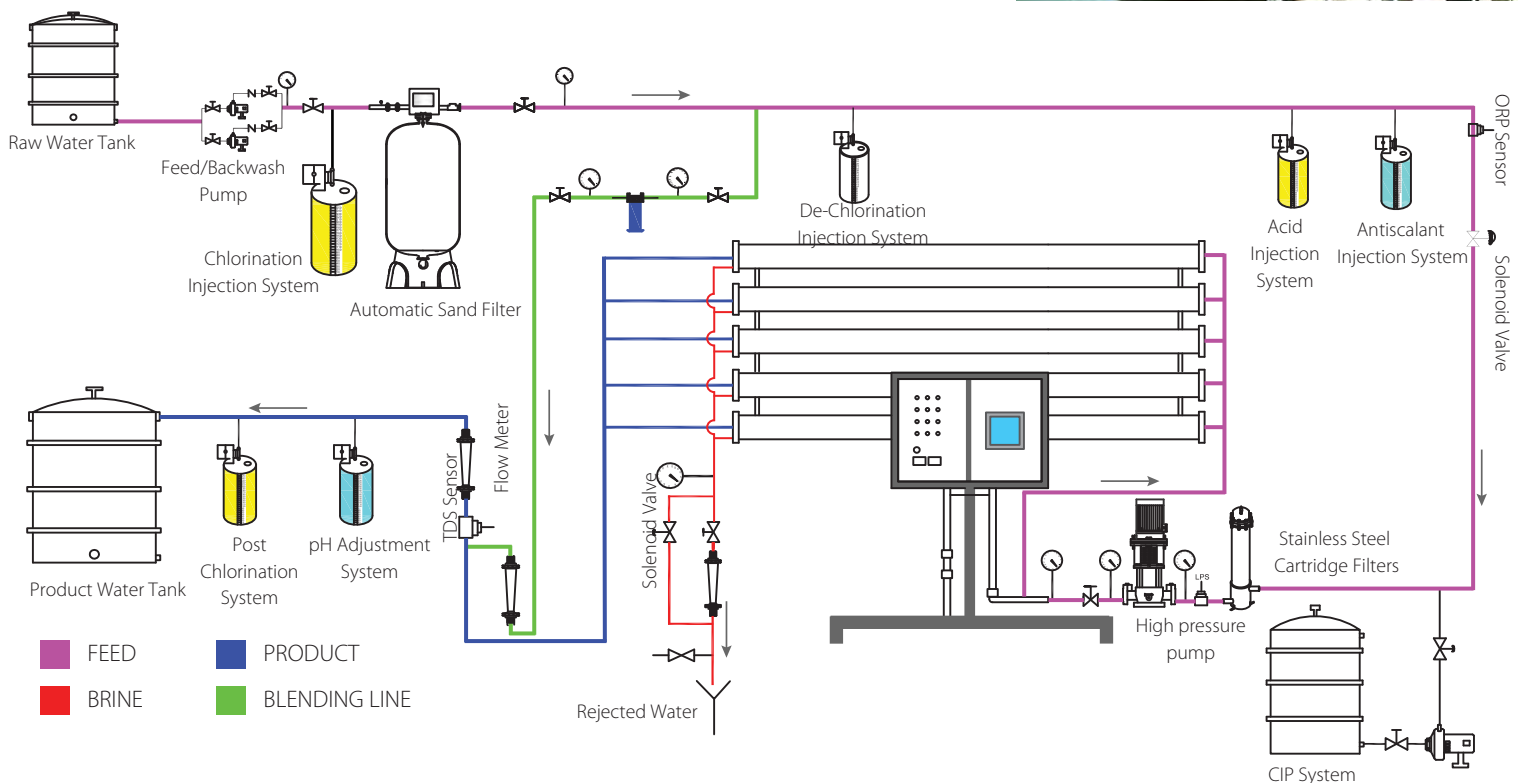 Raw Water Tank
Feed/Backwash
Pump
Chlorination
Injection System
Automatic Sand Filter
De-Chlorination
Injection System
Acid
Injection
System
Antiscalant
Injection System
ORP Sensor
Solenoid Valve
Product Water Tank
Post
Chlorination
System
pH Adjustment
System
TDS Sensor
Flow Meter
Solenoid Valve
Rejected Water
LPS
High pressure
pump
Stainless Steel
Cartridge Filters
CIP System
FEED
PRODUCT
BRINE
BLENDING LINE
N
N